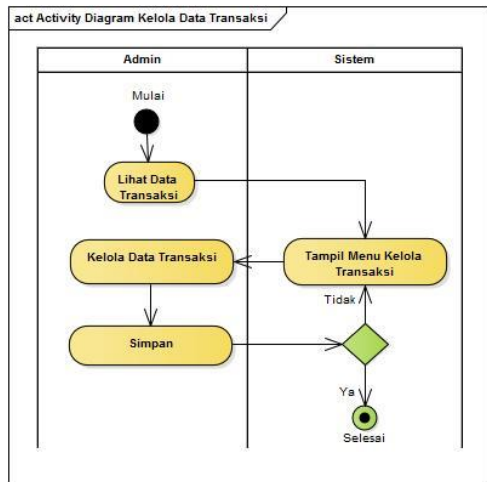 act Activity Diagram Kelola Data Transaksi
Admin
Sistem
Mulai
Lihat Data
Transaksi
Kelola Data Transaksi
Tampil Menu Kelola
Transaksi
Tidak
Simpan
Ya
Selesai